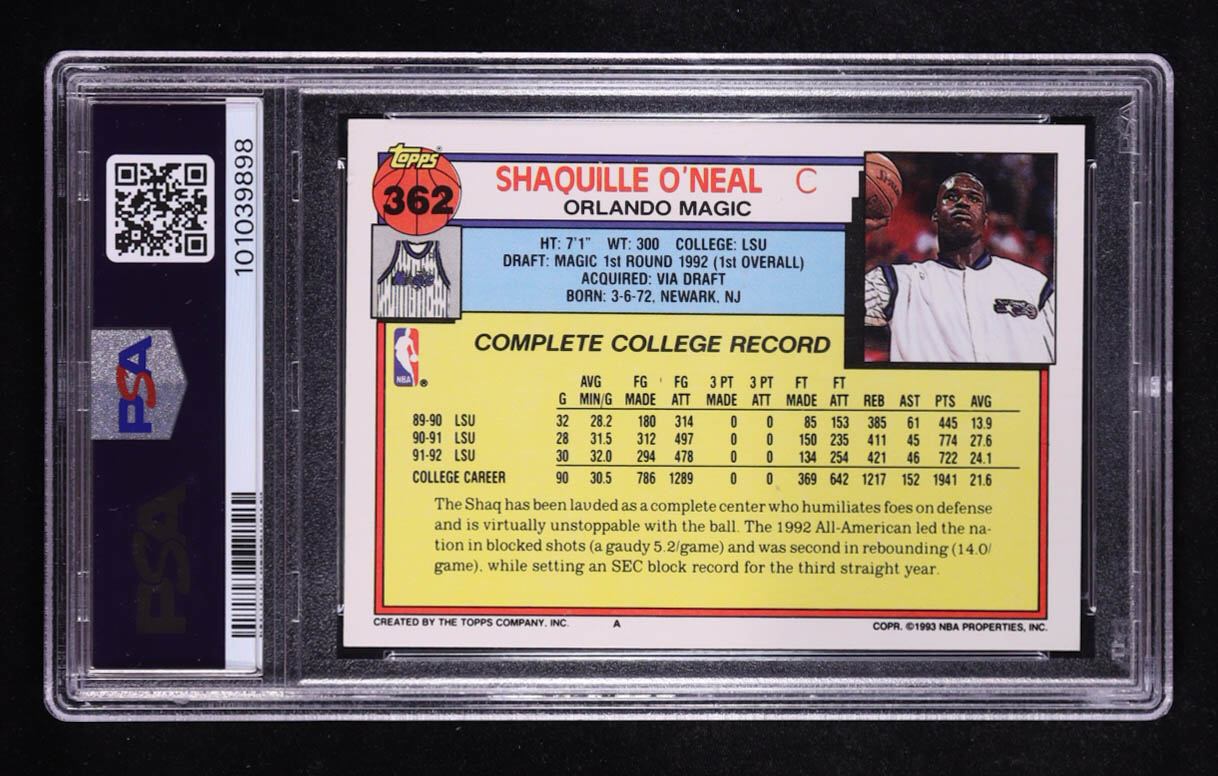 PSA
101039898
PSA
topps®
362
SHAQUILLE O'NEAL C
ORLANDO MAGIC
HT: 7'1" WT: 300 COLLEGE: LSU
DRAFT: MAGIC 1st ROUND 1992 (1st OVERALL)
ACQUIRED: VIA DRAFT
BORN: 3-6-72, NEWARK, NJ
Magic
NBA ®
COMPLETE COLLEGE RECORD
AVG FG FG 3 PT 3 PT FT FT
G MIN/G MADE ATT MADE ATT MADE ATT REB AST PTS AVG
89-90 LSU 32 28.2 180 314 0 0 85 153 385 61 445 13.9
90-91 LSU 28 31.5 312 497 0 0 150 235 411 45 774 27.6
91-92 LSU 30 32.0 294 478 0 0 134 254 421 46 722 24.1
COLLEGE CAREER 90 30.5 786 1289 0 0 369 642 1217 152 1941 21.6
The Shaq has been lauded as a complete center who humiliates foes on defense
and is virtually unstoppable with the ball. The 1992 All-American led the na-
tion in blocked shots (a gaudy 5.2/game) and was second in rebounding (14.0/
game), while setting an SEC block record for the third straight year.
CREATED BY THE TOPPS COMPANY, INC. A COPR. ©1993 NBA PROPERTIES, INC.